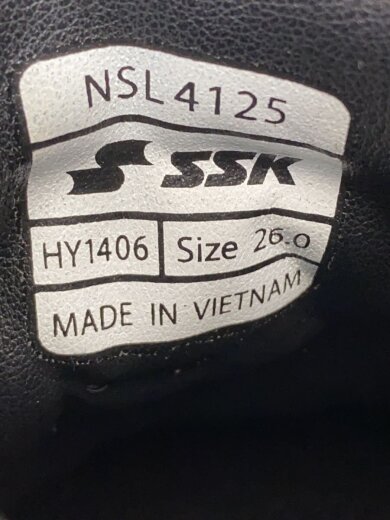 NSL4125
SSK
HY1406 Size 26.0
MADE IN VIETNAM